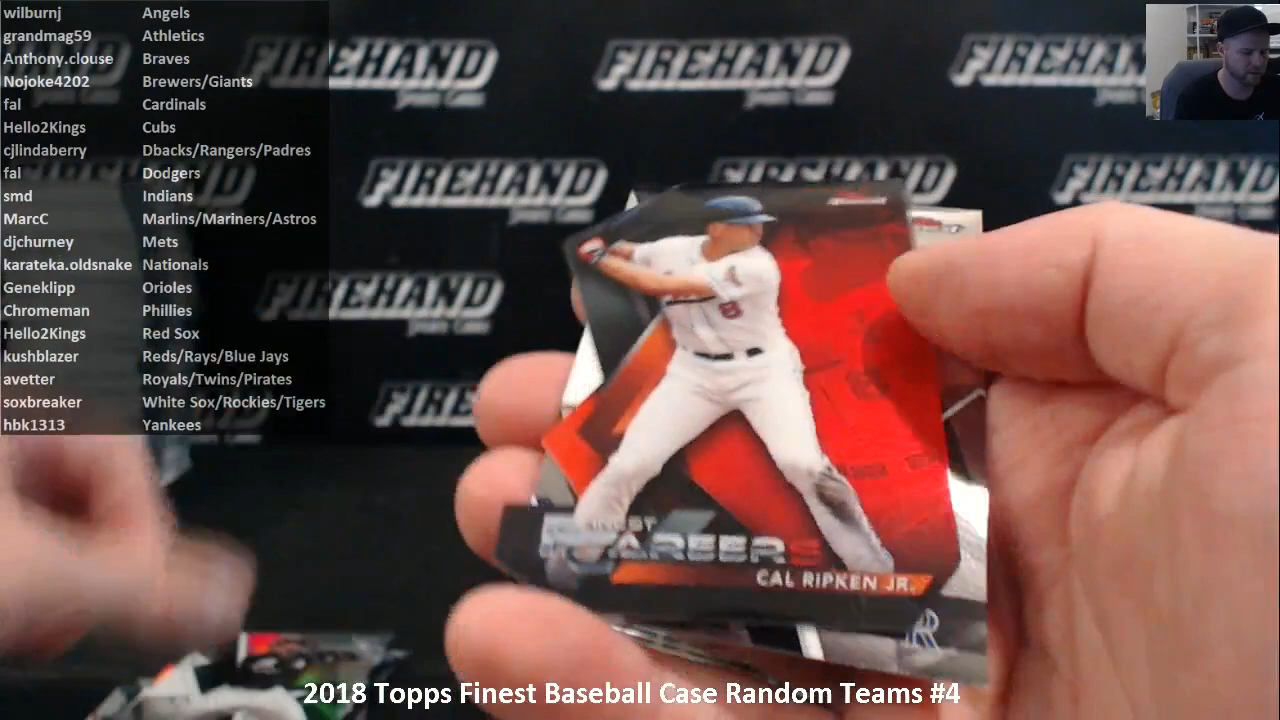 wilburnj Angels
grandmag59 Athletics
Anthony.clouse Braves
Nojoke4202 Brewers/Giants
fal Cardinals
Hello2Kings Cubs
cjlindaberry Dbacks/Rangers/Padres
fal Dodgers
smd Indians
MarcC Marlins/Mariners/Astros
djchurney Mets
karateka.oldsnake Nationals
Geneklipp Orioles
Chromeman Phillies
Hello2Kings Red Sox
kushblazer Reds/Rays/Blue Jays
avetter Royals/Twins/Pirates
soxbreaker White Sox/Rockies/Tigers
hbk1313 Yankees
FIREHAND
FIREHAND
FIREHAND
FIREHAND
FIREHAND
FIREHAND
FIREHAND
8
FINEST
CAREERS
CAL RIPKEN JR.
2018 Topps Finest Baseball Case Random Teams #4